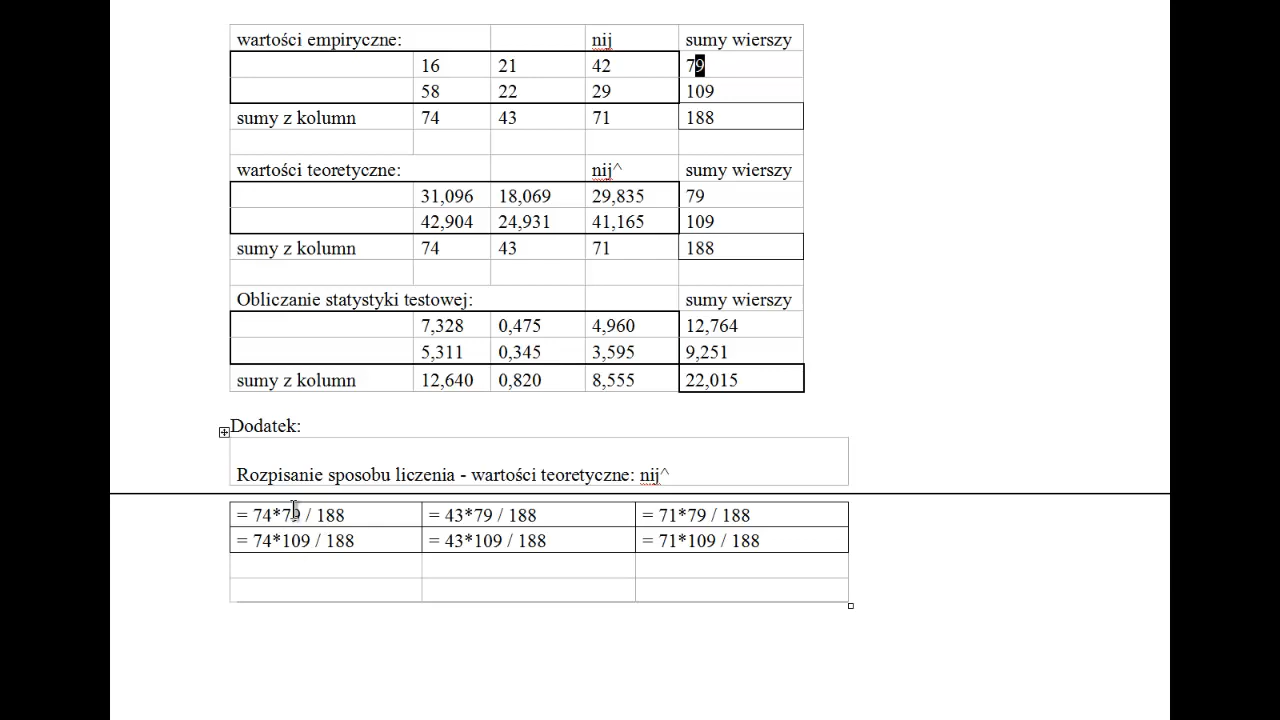 wartości empiryczne: nij sumy wierszy
16 21 42 79
58 22 29 109
sumy z kolumn 74 43 71 188
wartości teoretyczne: nij^ sumy wierszy
31,096 18,069 29,835 79
42,904 24,931 41,165 109
sumy z kolumn 74 43 71 188
Obliczanie statystyki testowej: sumy wierszy
7,328 0,475 4,960 12,764
5,311 0,345 3,595 9,251
sumy z kolumn 12,640 0,820 8,555 22,015
Dodatek:
Rozpisanie sposobu liczenia - wartości teoretyczne: nij^
= 74*79 / 188 = 43*79 / 188 = 71*79 / 188
= 74*109 / 188 = 43*109 / 188 = 71*109 / 188